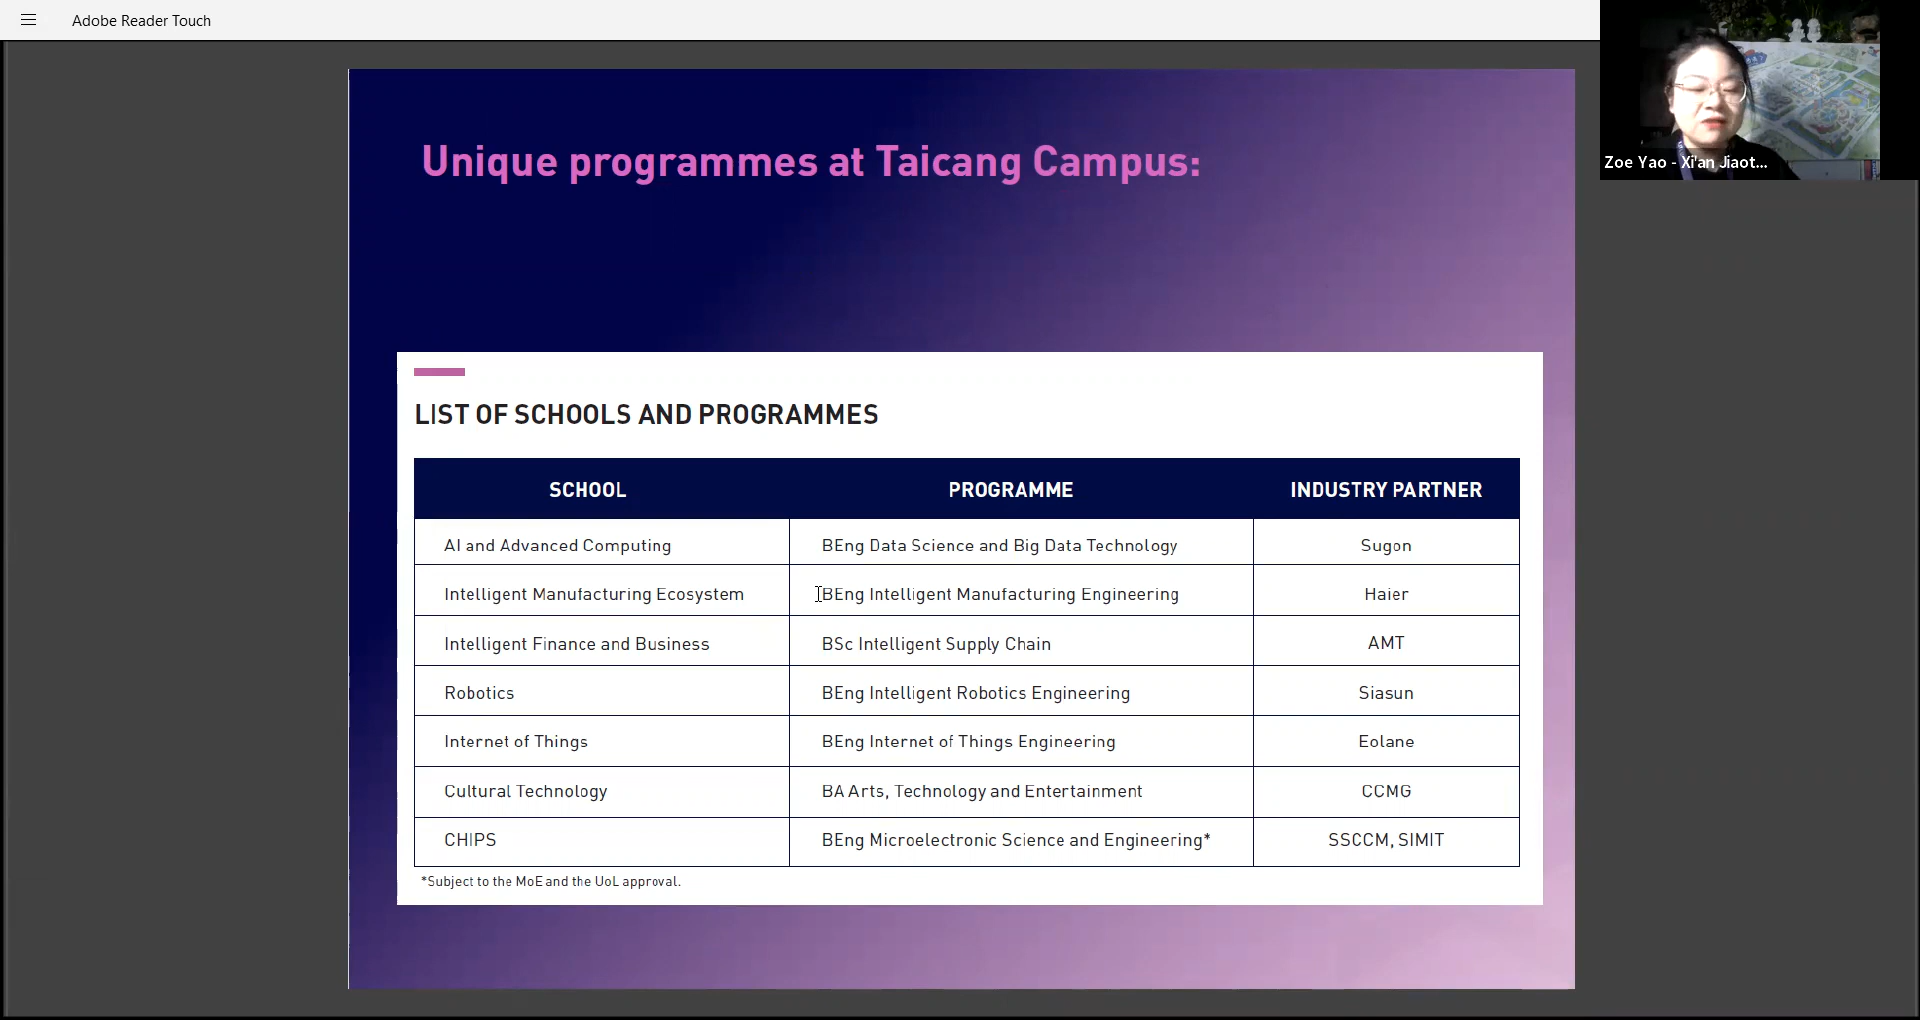 Adobe Reader Touch
Zoe Yao - Xi'an Jiaot...
Unique programmes at Taicang Campus:
LIST OF SCHOOLS AND PROGRAMMES
SCHOOL PROGRAMME INDUSTRY PARTNER
AI and Advanced Computing BEng Data Science and Big Data Technology Sugon
Intelligent Manufacturing Ecosystem BEng Intelligent Manufacturing Engineering Haier
Intelligent Finance and Business BSc Intelligent Supply Chain AMT
Robotics BEng Intelligent Robotics Engineering Siasun
Internet of Things BEng Internet of Things Engineering Eolane
Cultural Technology BA Arts, Technology and Entertainment CCMG
CHIPS BEng Microelectronic Science and Engineering* SSCCM, SIMIT
*Subject to the MoE and the UoL approval.